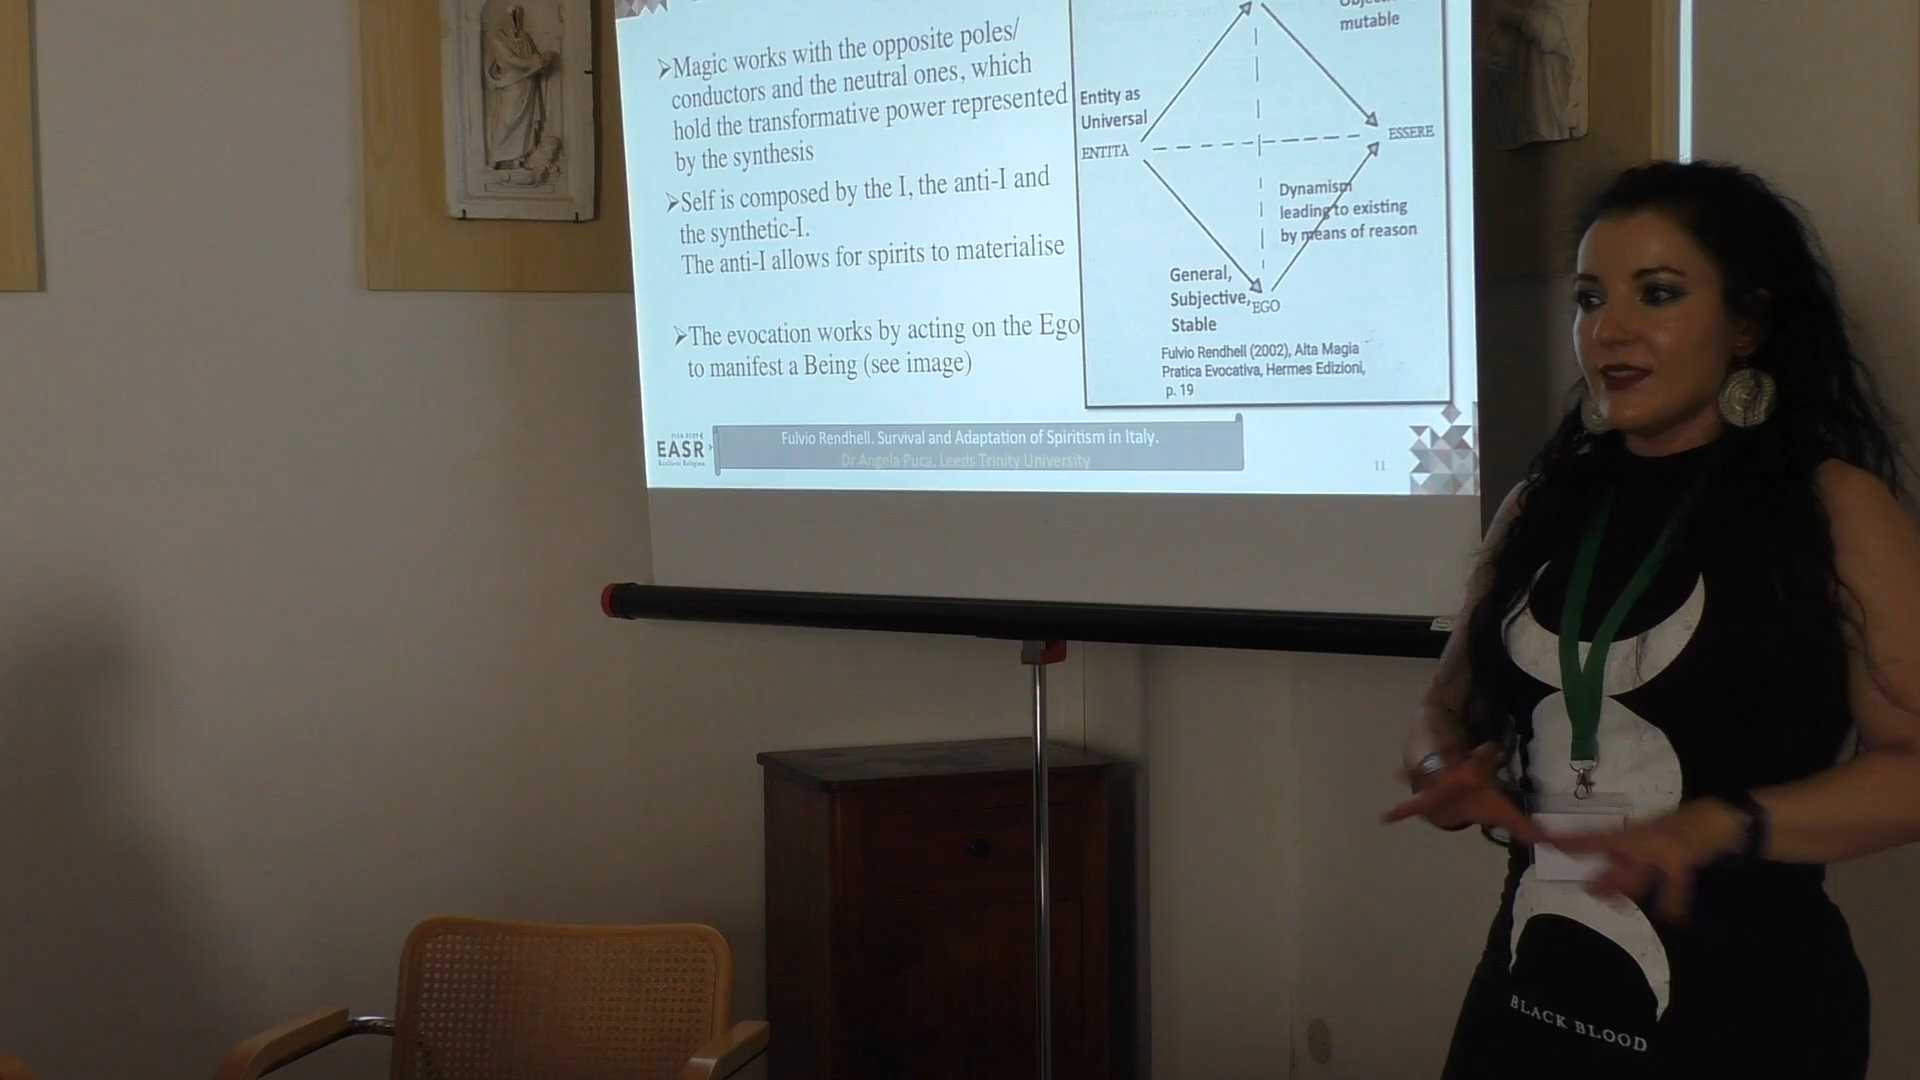 ➢Magic works with the opposite poles/
conductors and the neutral ones, which
hold the transformative power represented
by the synthesis
➢Self is composed by the I, the anti-I and
the synthetic-I.
The anti-I allows for spirits to materialise
➢The evocation works by acting on the Ego
to manifest a Being (see image)
mutable
Entity as
Universal
ENTITÀ
ESSERE
Dynamism
leading to existing
by means of reason
General,
Subjective,
Stable
EGO
Fulvio Rendhell (2002), Alta Magia
Pratica Evocativa, Hermes Edizioni,
p. 19
EASR
Fulvio Rendhell. Survival and Adaptation of Spiritism in Italy.
Dr Angela Puca, Leeds Trinity University
11
BLACK BLOOD